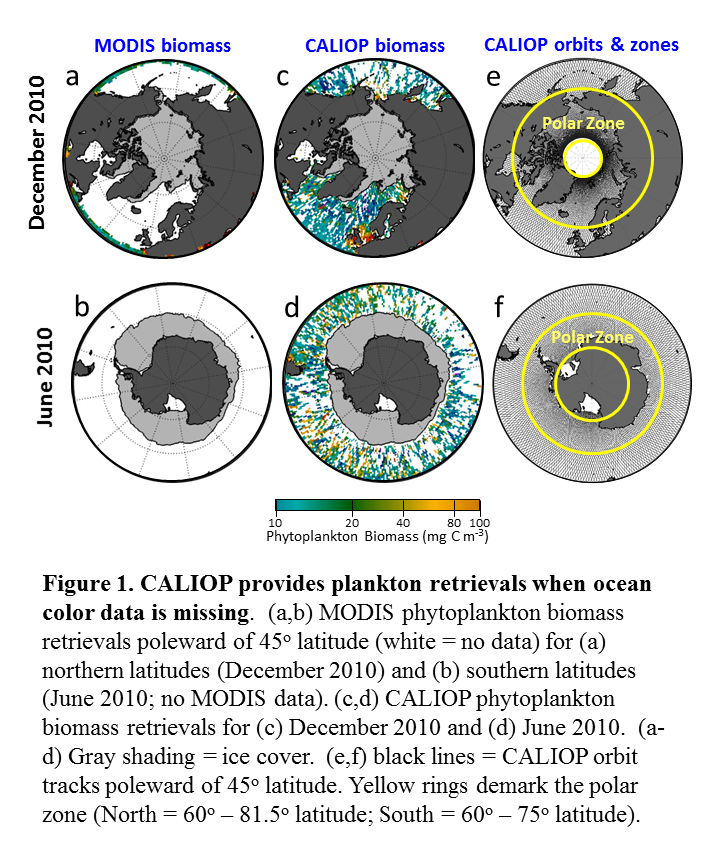 MODIS biomass
CALIOP biomass
CALIOP orbits & zones
December 2010
a
c
e
Polar Zone
June 2010
b
d
f
Polar Zone
10 20 40 80 100
Phytoplankton Biomass (mg C m-3)
Figure 1. CALIOP provides plankton retrievals when ocean
color data is missing. (a,b) MODIS phytoplankton biomass
retrievals poleward of 45o latitude (white = no data) for (a)
northern latitudes (December 2010) and (b) southern latitudes
(June 2010; no MODIS data). (c,d) CALIOP phytoplankton
biomass retrievals for (c) December 2010 and (d) June 2010. (a-
d) Gray shading = ice cover. (e,f) black lines = CALIOP orbit
tracks poleward of 45o latitude. Yellow rings demark the polar
zone (North = 60o – 81.5o latitude; South = 60o – 75o latitude).